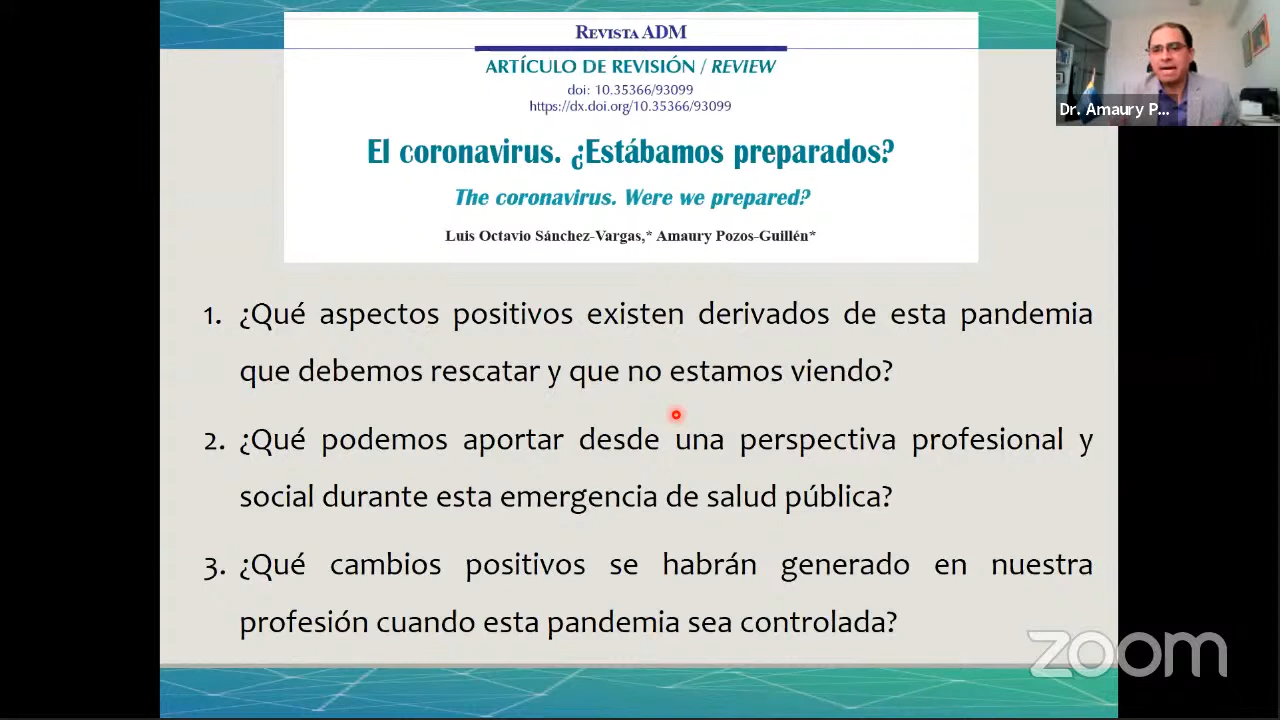 REVISTA ADM
ARTÍCULO DE REVISIÓN / REVIEW
doi: 10.35366/93099
https://dx.doi.org/10.35366/93099
El coronavirus. ¿Estábamos preparados?
The coronavirus. Were we prepared?
Luis Octavio Sánchez-Vargas,* Amaury Pozos-Guillén*
Dr. Amaury P...
1. ¿Qué aspectos positivos existen derivados de esta pandemia
que debemos rescatar y que no estamos viendo?
2. ¿Qué podemos aportar desde una perspectiva profesional y
social durante esta emergencia de salud pública?
3. ¿Qué cambios positivos se habrán generado en nuestra
profesión cuando esta pandemia sea controlada?
zoom